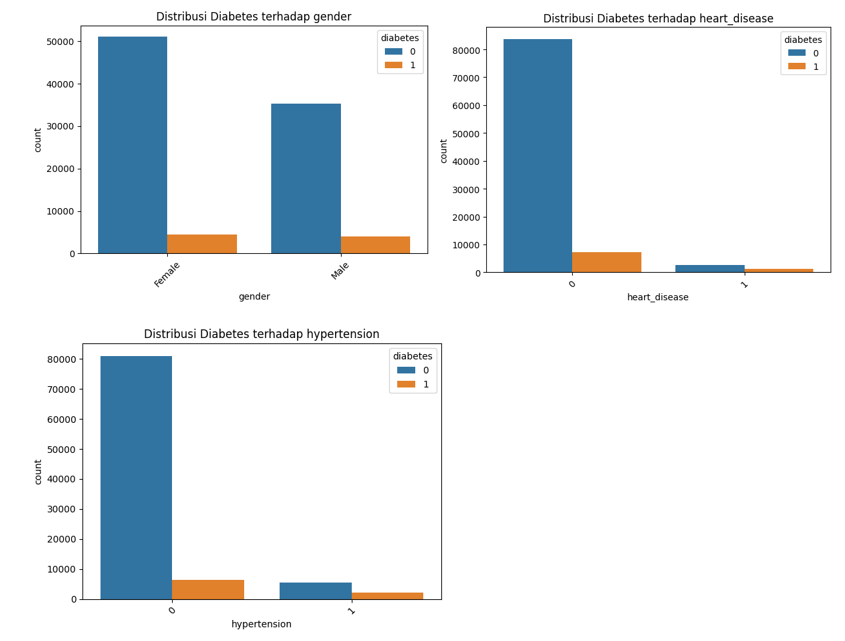 Distribusi Diabetes terhadap gender
count
50000
40000
30000
20000
10000
0
diabetes
0
1
Female
Male
gender
Distribusi Diabetes terhadap heart_disease
count
80000
70000
60000
50000
40000
30000
20000
10000
0
diabetes
0
1
0
1
heart_disease
Distribusi Diabetes terhadap hypertension
count
80000
70000
60000
50000
40000
30000
20000
10000
0
diabetes
0
1
0
1
hypertension